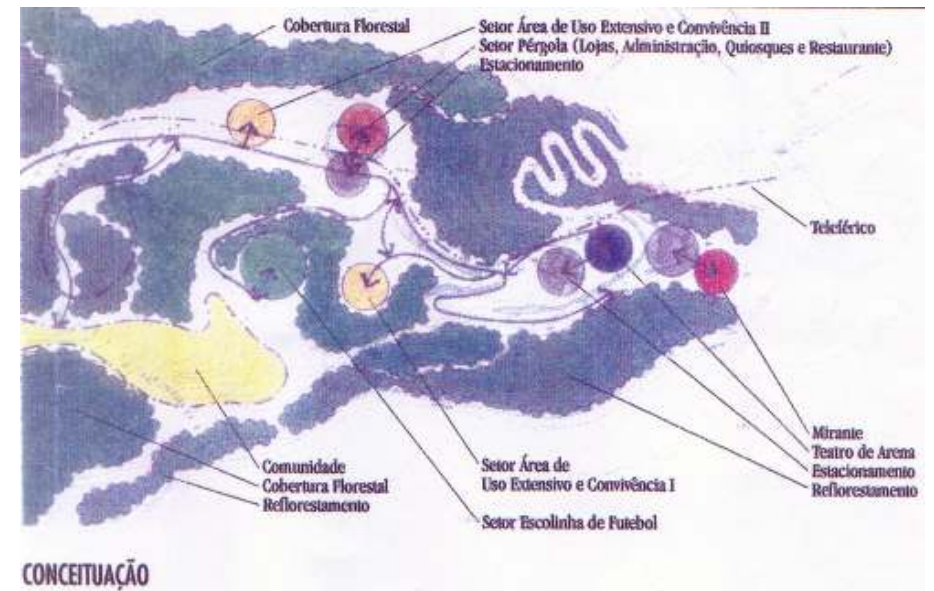 Cobertura Florestal
Setor Área de Uso Extensivo e Convivência II
Setor Pérgola (Lojas, Administração, Quiosques e Restaurante)
Estacionamento
Teleférico
Mirante
Teatro de Arena
Estacionamento
Reflorestamento
Comunidade
Cobertura Florestal
Reflorestamento
Setor Área de
Uso Extensivo e Convivência I
Setor Escolinha de Futebol
CONCEITUAÇÃO